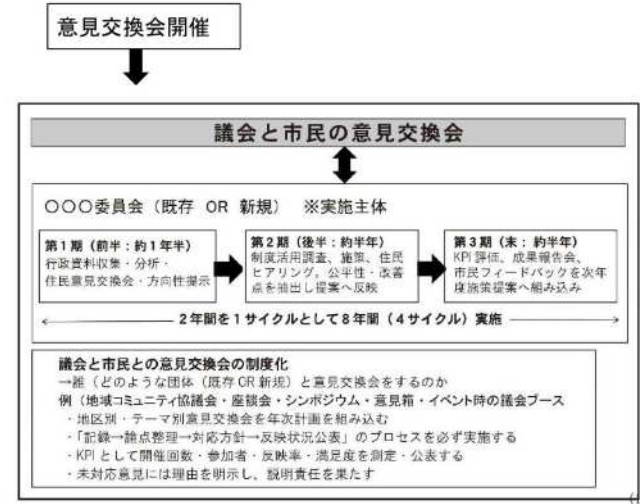 意見交換会開催
議会と市民の意見交換会
〇〇〇委員会（既存 OR 新規） ※実施主体
第1期（前半：約1年半）
行政資料収集・分析・
住民意見交換会・方向性提示
第2期（後半：約半年）
制度活用調査、施策、住民
ヒアリング。公平性・改善
点を抽出し提案へ反映
第3期（末：約半年）
KPI評価、成果報告会、
市民フィードバックを次年
度施策提案へ組み込み
2年間を1サイクルとして8年間（4サイクル）実施
議会と市民との意見交換会の制度化
→誰（どのような団体（既存OR新規）と意見交換会をするのか
例（地域コミュニティ協議会・座談会・シンポジウム・意見箱・イベント時の議会ブース
・地区別・テーマ別意見交換会を年次計画を組み込む
・「記録→論点整理→対応方針→反映状況公表」のプロセスを必ず実施する
・KPIとして開催回数・参加者・反映率・満足度を測定・公表する
・未対応意見には理由を明示し、説明責任を果たす